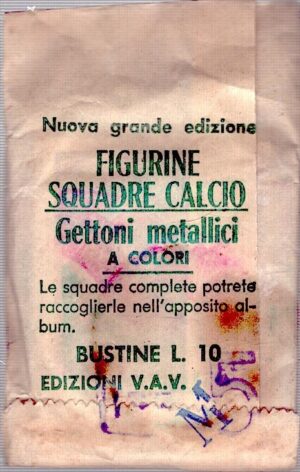 Nuova grande edizione
FIGURINE
SQUADRE CALCIO
Gettoni metallici
A COLORI
Le squadre complete potrete
raccoglierle nell'apposito al-
bum.
BUSTINE L. 10
EDIZIONI V.A.V.